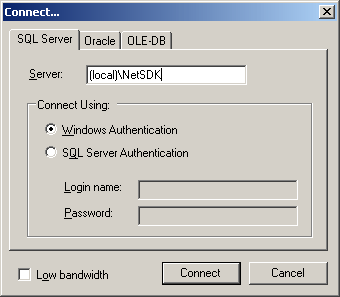 Connect...
SQL Server Oracle OLE-DB
Server: (local)\NetSDK
Connect Using:
Windows Authentication
SQL Server Authentication
Login name:
Password:
Low bandwidth Connect Cancel